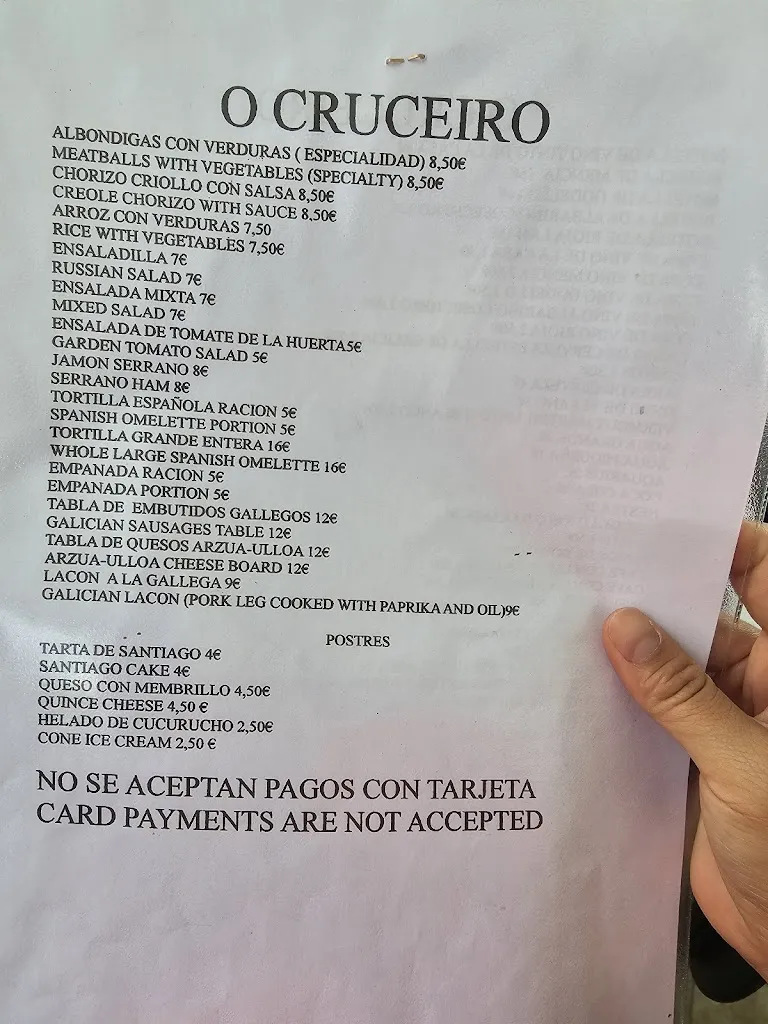 O CRUCEIRO
ALBONDIGAS CON VERDURAS ( ESPECIALIDAD) 8,50€
MEATBALLS WITH VEGETABLES (SPECIALTY) 8,50€
CHORIZO CRIOLLO CON SALSA 8,50€
CREOLE CHORIZO WITH SAUCE 8,50€
ARROZ CON VERDURAS 7,50
RICE WITH VEGETABLES 7,50€
ENSALADILLA 7€
RUSSIAN SALAD 7€
ENSALADA MIXTA 7€
MIXED SALAD 7€
ENSALADA DE TOMATE DE LA HUERTA5€
GARDEN TOMATO SALAD 5€
JAMON SERRANO 8€
SERRANO HAM 8€
TORTILLA ESPAÑOLA RACION 5€
SPANISH OMELETTE PORTION 5€
TORTILLA GRANDE ENTERA 16€
WHOLE LARGE SPANISH OMELETTE 16€
EMPANADA RACION 5€
EMPANADA PORTION 5€
TABLA DE EMBUTIDOS GALLEGOS 12€
GALICIAN SAUSAGES TABLE 12€
TABLA DE QUESOS ARZUA-ULLOA 12€
ARZUA-ULLOA CHEESE BOARD 12€
LACON A LA GALLEGA 9€
GALICIAN LACON (PORK LEG COOKED WITH PAPRIKA AND OIL)9€
POSTRES
TARTA DE SANTIAGO 4€
SANTIAGO CAKE 4€
QUESO CON MEMBRILLO 4,50€
QUINCE CHEESE 4,50 €
HELADO DE CUCURUCHO 2,50€
CONE ICE CREAM 2,50 €
NO SE ACEPTAN PAGOS CON TARJETA
CARD PAYMENTS ARE NOT ACCEPTED